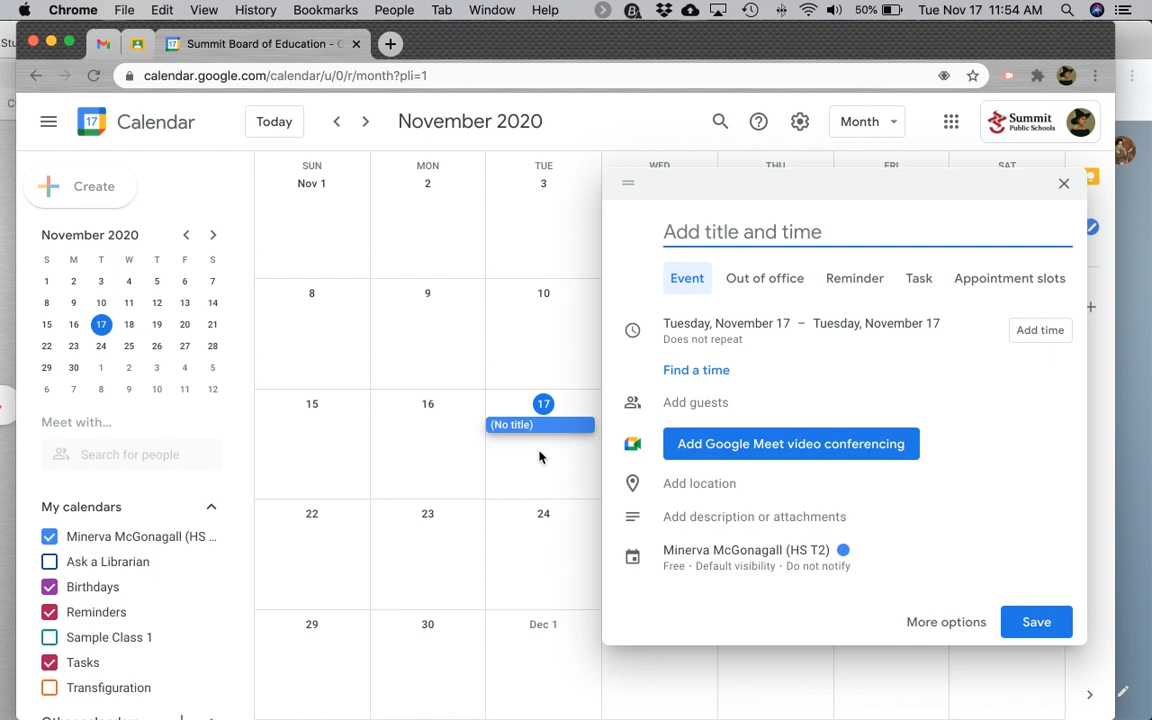 Chrome File Edit View History Bookmarks People Tab Window Help 50% Tue Nov 17 11:54 AM
Summit Board of Education - C
calendar.google.com/calendar/u/0/r/month?pli=1
Calendar
Today
November 2020
Month
Summit
Public Schools
Create
November 2020
S M T W T F S
1 2 3 4 5 6 7
8 9 10 11 12 13 14
15 16 17 18 19 20 21
22 23 24 25 26 27 28
29 30 1 2 3 4 5
6 7 8 9 10 11 12
Meet with...
Search for people
My calendars
Minerva McGonagall (HS ...
Ask a Librarian
Birthdays
Reminders
Sample Class 1
Tasks
Transfiguration
Other calendars
SUN MON TUE WED THU FRI SAT
Nov 1 2 3
8 9 10
15 16 17
(No title)
22 23 24
29 30 Dec 1
Add title and time
Event Out of office Reminder Task Appointment slots
Tuesday, November 17 – Tuesday, November 17
Does not repeat
Add time
Find a time
Add guests
Add Google Meet video conferencing
Add location
Add description or attachments
Minerva McGonagall (HS T2)
Free · Default visibility · Do not notify
More options
Save